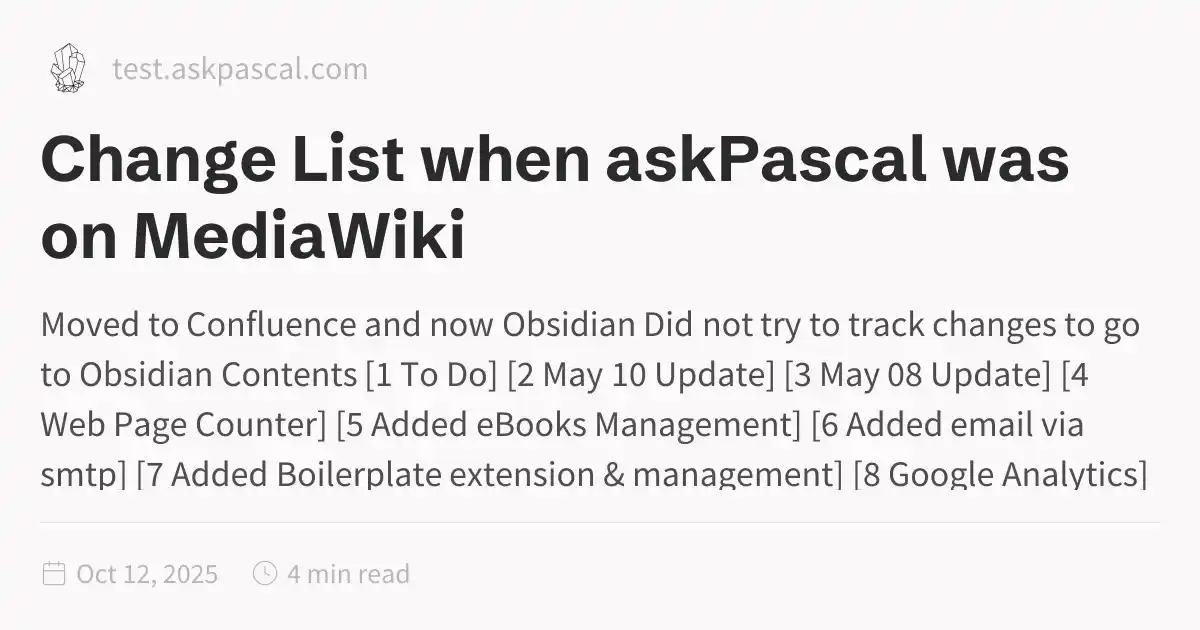 test.askpascal.com
Change List when askPascal was
on MediaWiki
Moved to Confluence and now Obsidian Did not try to track changes to go
to Obsidian Contents [1 To Do] [2 May 10 Update] [3 May 08 Update] [4
Web Page Counter] [5 Added eBooks Management] [6 Added email via
smtp] [7 Added Boilerplate extension & management] [8 Google Analytics]
Oct 12, 2025
4 min read